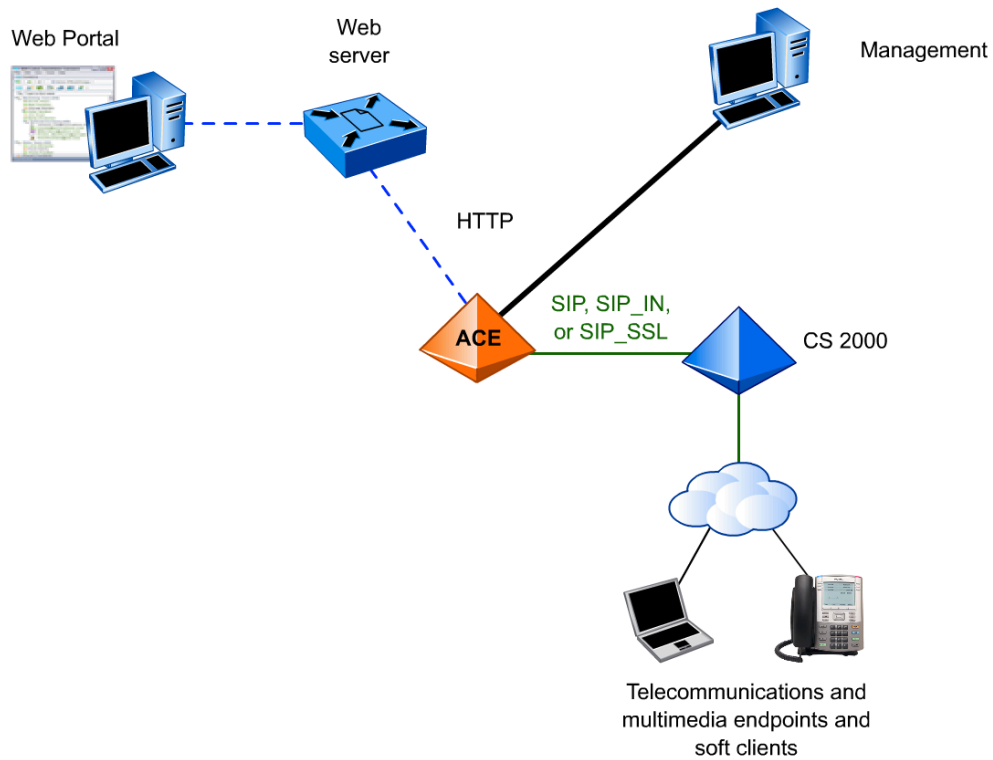 Web Portal
Web
server
Management
HTTP
SIP, SIP_IN,
or SIP_SSL
ACE
CS 2000
Telecommunications and
multimedia endpoints and
soft clients